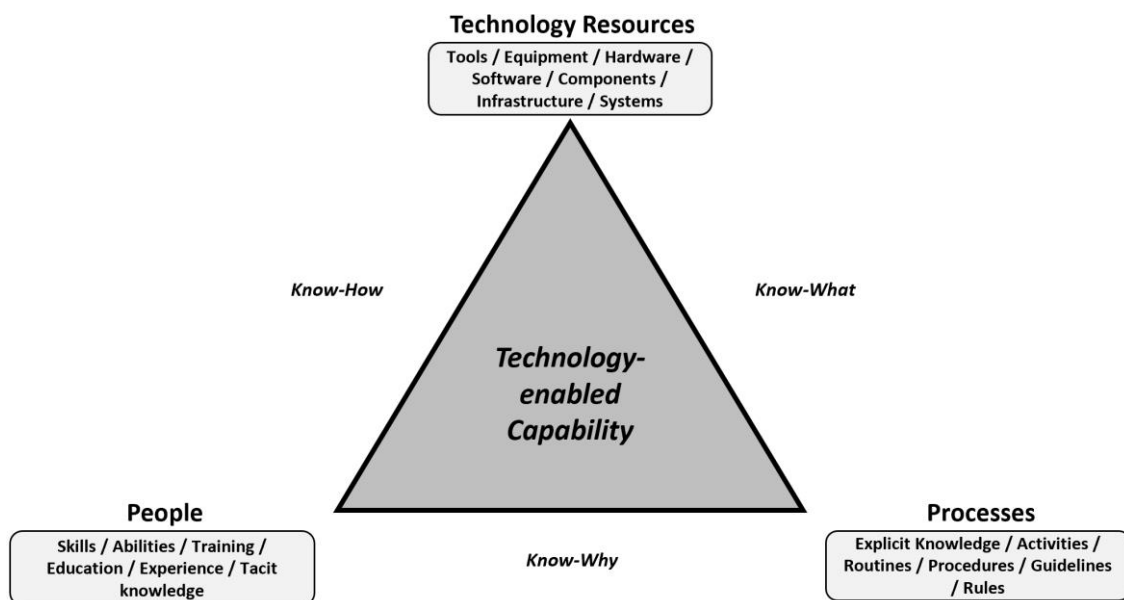 Technology Resources
Tools / Equipment / Hardware /
Software / Components /
Infrastructure / Systems
Know-How
Know-What
Technology-
enabled
Capability
People
Skills / Abilities / Training /
Education / Experience / Tacit
knowledge
Know-Why
Processes
Explicit Knowledge / Activities /
Routines / Procedures / Guidelines
/ Rules